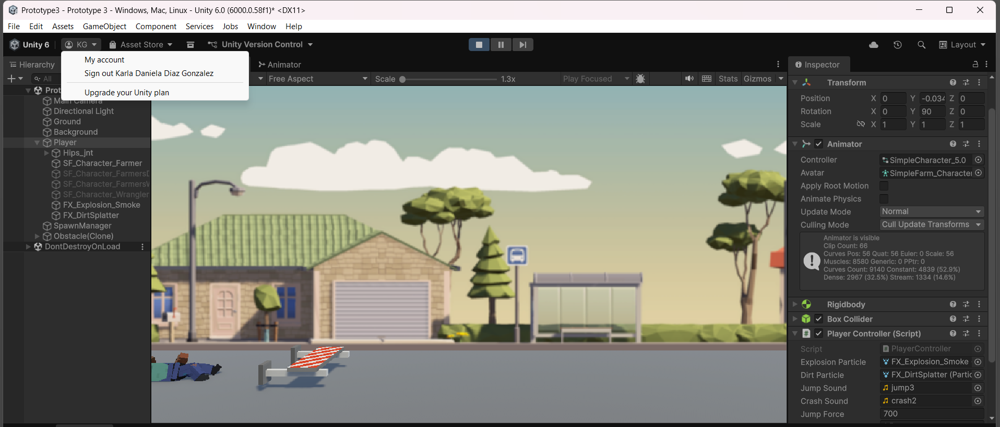 Prototype3 - Prototype 3 - Windows, Mac, Linux - Unity 6.0 (6000.0.58f1)* <DX11>
File Edit Assets GameObject Component Services Jobs Window Help
Unity 6 KG Asset Store Unity Version Control Layout
My account
Sign out Karla Daniela Diaz Gonzalez
Upgrade your Unity plan
Hierarchy
All
Prot
Main Camera
Directional Light
Ground
Background
Player
Hips_jnt
SF_Character_Farmer
SF_Character_FarmersD
SF_Character_FarmersW
SF_Character_Wrangler
FX_Explosion_Smoke
FX_DirtSplatter
SpawnManager
Obstacle(Clone)
DontDestroyOnLoad
Animator
Free Aspect Scale 1.3x Play Focused Stats Gizmos
Inspector
Transform
Position X 0 Y -0.034 Z 0
Rotation X 0 Y 90 Z 0
Scale X 1 Y 1 Z 1
Animator
Controller SimpleCharacter_5.0
Avatar SimpleFarm_Character
Apply Root Motion
Animate Physics
Update Mode Normal
Culling Mode Cull Update Transforms
Animator is visible
Clip Count: 66
Curves Pos: 56 Quat: 56 Euler: 0 Scale: 56
Muscles: 8580 Generic: 0 PPtr: 0
Curves Count: 9140 Constant: 4839 (52.9%)
Dense: 2967 (32.5%) Stream: 1334 (14.6%)
Rigidbody
Box Collider
Player Controller (Script)
Script PlayerController
Explosion Particle FX_Explosion_Smoke
Dirt Particle FX_DirtSplatter (Partic
Jump Sound jump3
Crash Sound crash2
Jump Force 700